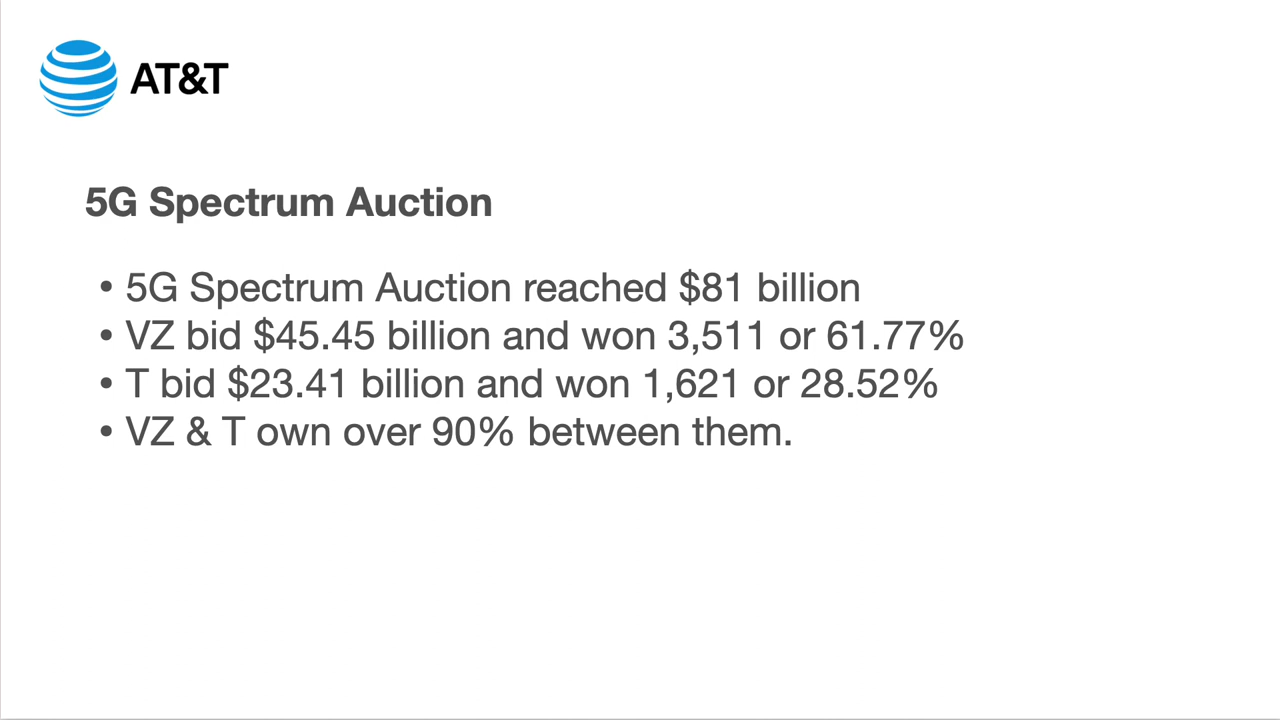 AT&T
5G Spectrum Auction
• 5G Spectrum Auction reached $81 billion
• VZ bid $45.45 billion and won 3,511 or 61.77%
• T bid $23.41 billion and won 1,621 or 28.52%
• VZ & T own over 90% between them.